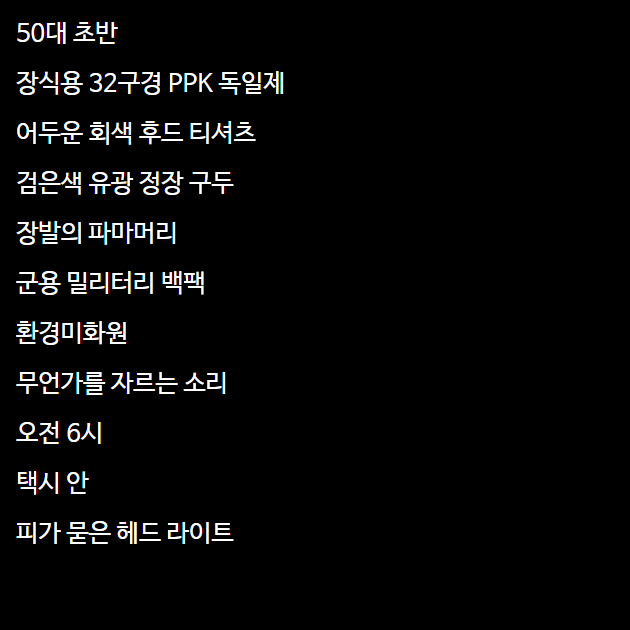 50대 초반
장식용 32구경 PPK 독일제
어두운 회색 후드 티셔츠
검은색 유광 정장 구두
장발의 파마머리
군용 밀리터리 백팩
환경미화원
무언가를 자르는 소리
오전 6시
택시 안
피가 묻은 헤드 라이트